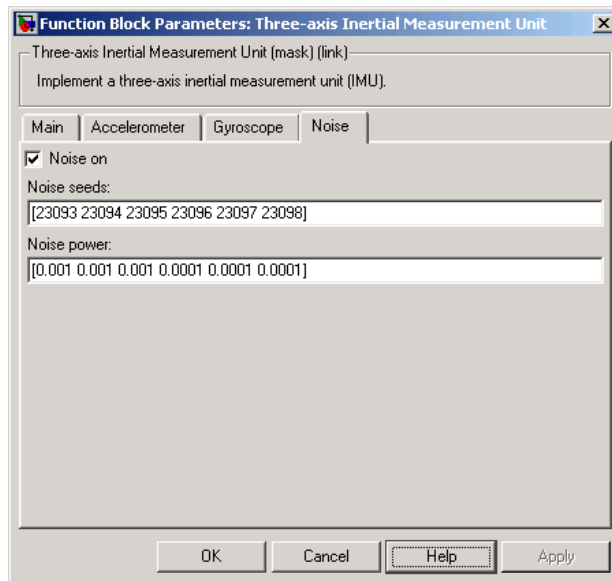 Function Block Parameters: Three-axis Inertial Measurement Unit
Three-axis Inertial Measurement Unit (mask) (link)
Implement a three-axis inertial measurement unit (IMU).
Main Accelerometer Gyroscope Noise
Noise on
Noise seeds:
[23093 23094 23095 23096 23097 23098]
Noise power:
[0.001 0.001 0.001 0.0001 0.0001 0.0001]
OK Cancel Help Apply